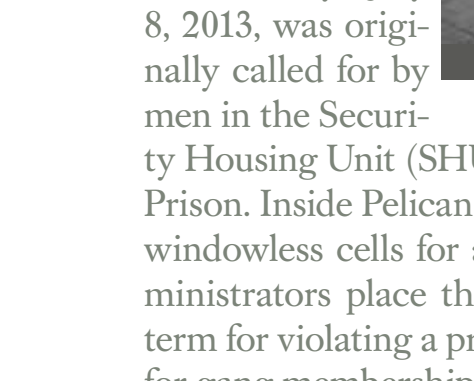 8, 2013, was origi-
nally called for by
men in the Securi-
ty Housing Unit (SHU
Prison. Inside Pelican
windowless cells for
ministrators place th
term for violating a pr
for gang membership